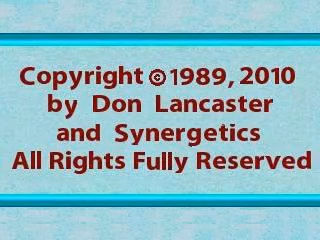 Copyright © 1989, 2010
by Don Lancaster
and Synergetics
All Rights Fully Reserved